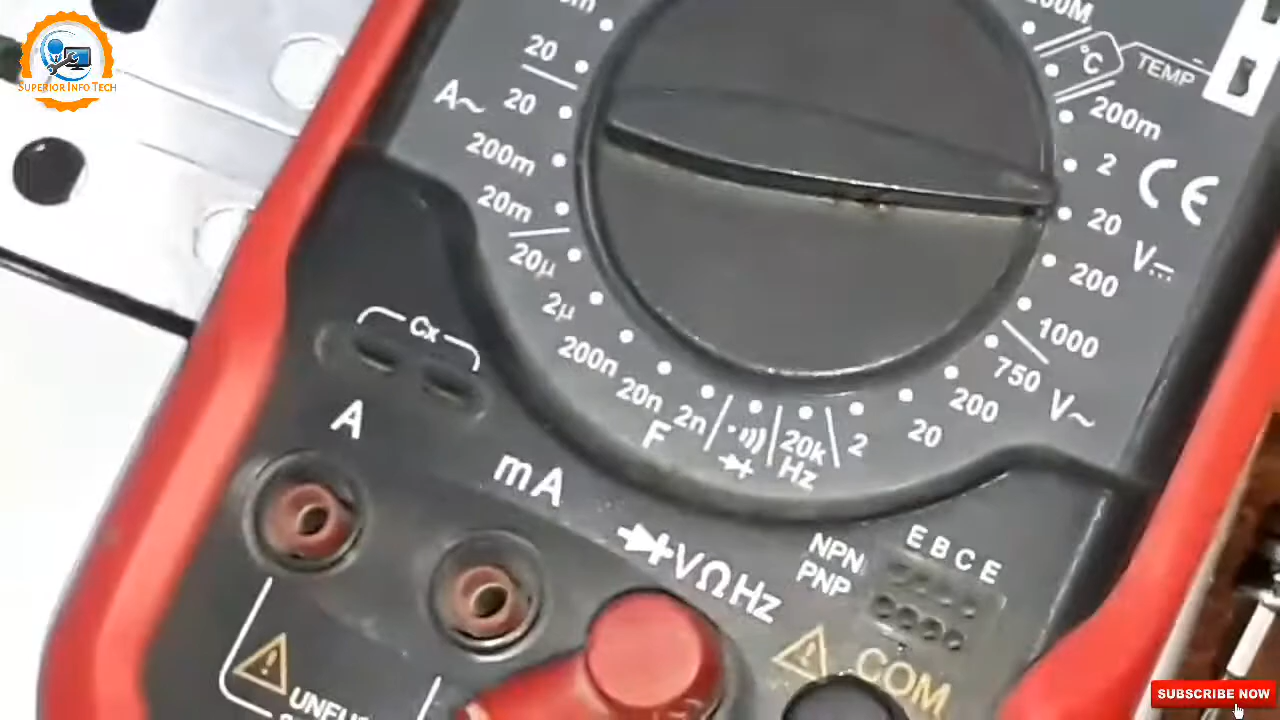 SUPERIOR INFO TECH
20
20
A~
200m
20m
20µ
2µ
200n
20n
2n
F
20k
Hz
2
20
200
750
V~
1000
200
20
V
2
200m
CE
°C
TEMP
Cx
A
mA
VΩHz
NPN
PNP
E B C E
COM
SUBSCRIBE NOW